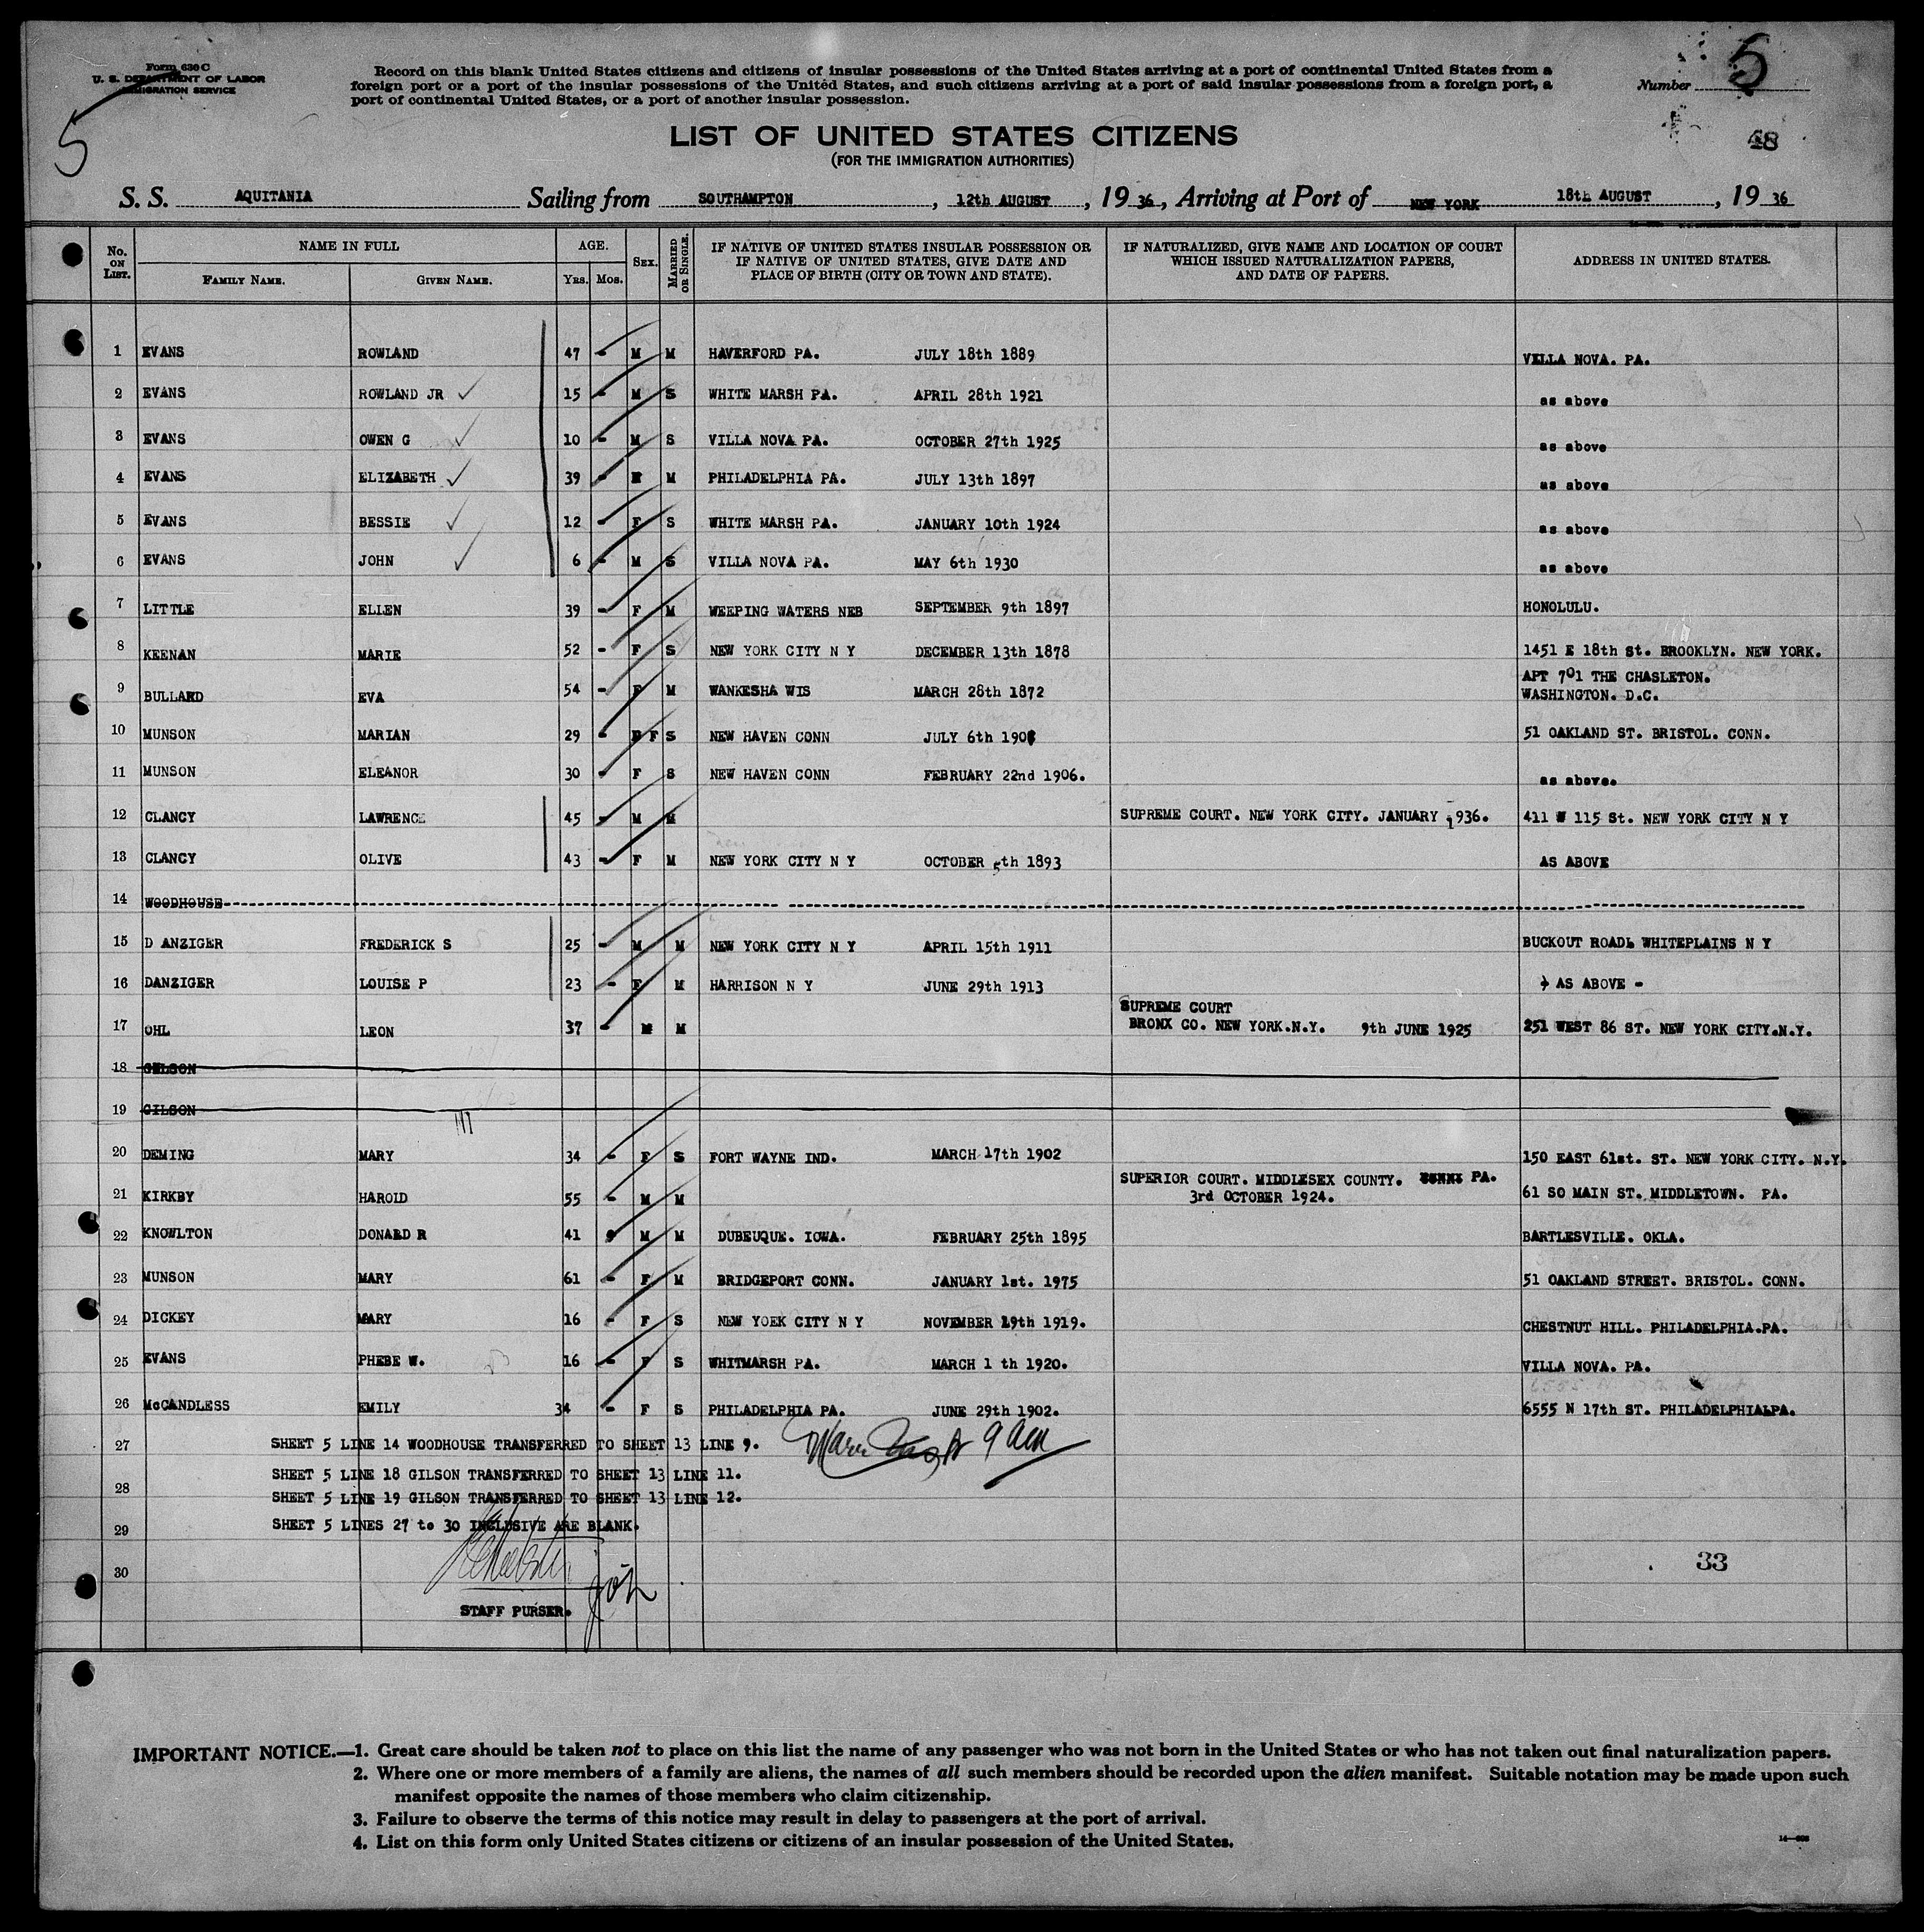 Form 630 C
U. S. DEPARTMENT OF LABOR
IMMIGRATION SERVICE
5
Record on this blank United States citizens and citizens of insular possessions of the United States arriving at a port of continental United States from a
foreign port or a port of the insular possessions of the United States, and such citizens arriving at a port of said insular possessions from a foreign port, a
port of continental United States, or a port of another insular possession.
Number 5
48
LIST OF UNITED STATES CITIZENS
(FOR THE IMMIGRATION AUTHORITIES)
S. S. AQUITANIA Sailing from SOUTHAMPTON, 12th AUGUST, 1936, Arriving at Port of NEW YORK 18th AUGUST, 1936
No. ON LIST. NAME IN FULL FAMILY NAME. GIVEN NAME. AGE. YRS. MOS. SEX. MARRIED OR SINGLE. IF NATIVE OF UNITED STATES INSULAR POSSESSION OR IF NATIVE OF UNITED STATES, GIVE DATE AND PLACE OF BIRTH (CITY OR TOWN AND STATE). IF NATURALIZED, GIVE NAME AND LOCATION OF COURT WHICH ISSUED NATURALIZATION PAPERS, AND DATE OF PAPERS. ADDRESS IN UNITED STATES.
1 EVANS ROWLAND 47 - M M HAVERFORD PA. JULY 18th 1889 VILLA NOVA. PA.
2 EVANS ROWLAND JR 15 - M S WHITE MARSH PA. APRIL 28th 1921 as above
3 EVANS OWEN G 10 - M S VILLA NOVA PA. OCTOBER 27th 1925 as above
4 EVANS ELIZABETH 39 - F M PHILADELPHIA PA. JULY 13th 1897 as above
5 EVANS BESSIE 12 - F S WHITE MARSH PA. JANUARY 10th 1924 as above
6 EVANS JOHN 6 - M S VILLA NOVA PA. MAY 6th 1930 as above
7 LITTLE ELLEN 39 - F M WEEPING WATERS NEB SEPTEMBER 9th 1897 HONOLULU.
8 KEENAN MARIE 52 - F S NEW YORK CITY N Y DECEMBER 13th 1878 1451 E 18th St. BROOKLYN. NEW YORK.
9 BULLARD EVA 54 - F M WANKESHA WIS MARCH 28th 1872 APT 701 THE CHASLETON.
WASHINGTON. D.C.
10 MUNSON MARIAN 29 - F S NEW HAVEN CONN JULY 6th 51 OAKLAND ST. BRISTOL. CONN.
11 MUNSON ELEANOR 30 - F S NEW HAVEN CONN FEBRUARY 22nd 1906. as above.
12 CLANCY LAWRENCE 45 - M M SUPREME COURT. NEW YORK CITY. JANUARY 1936. 411 W 115 St. NEW YORK CITY N Y
13 CLANCY OLIVE 43 - F M NEW YORK CITY N Y OCTOBER 5th 1893 AS ABOVE
14 WOODHOUSE
15 D ANZIGER FREDERICK S 25 - M M NEW YORK CITY N Y APRIL 15th 1911 BUCKOUT ROAD. WHITEPLAINS N Y
16 DANZIGER LOUISE P 23 - F M HARRISON N Y JUNE 29th 1913 - AS ABOVE -
SUPREME COURT
17 OHL LEON 37 - M M BRONX CO. NEW YORK.N.Y. 9th JUNE 1925 251 WEST 86 ST. NEW YORK CITY.N.Y.
18 GILSON
19 GILSON
20 DEMING MARY 34 - F S FORT WAYNE IND. MARCH 17th 1902 150 EAST 61st. ST. NEW YORK CITY. N.Y.
SUPERIOR COURT. MIDDLESEX COUNTY. PA.
21 KIRKBY HAROLD 55 - M M 3rd OCTOBER 1924. 61 SO MAIN ST. MIDDLETOWN. PA.
22 KNOWLTON DONARD R 41 - M M DUBEUQUE. IOWA. FEBRUARY 25th 1895 BARTLESVILLE. OKLA.
23 MUNSON MARY 61 - F M BRIDGEPORT CONN. JANUARY 1st. 1975 51 OAKLAND STREET. BRISTOL. CONN.
24 DICKEY MARY 16 - F S NEW YOEK CITY N Y NOVEMBER 19th 1919. CHESTNUT HILL. PHILADELPHIA.PA.
25 EVANS PHEBE W. 16 - F S WHITMARSH PA. MARCH 1 th 1920. VILLA NOVA. PA.
26 McCANDLESS EMILY 34 - F S PHILADELPHIA PA. JUNE 29th 1902. 6555 N 17th ST. PHILADELPHIA.PA.
27 SHEET 5 LINE 14 WOODHOUSE TRANSFERRED TO SHEET 13 LINE 9.
SHEET 5 LINE 18 GILSON TRANSFERRED TO SHEET 13 LINE 11.
28 SHEET 5 LINE 19 GILSON TRANSFERRED TO SHEET 13 LINE 12.
29 SHEET 5 LINES 27 to 30 INCLUSIVE ARE BLANK.
30 33
STAFF PURSER.
IMPORTANT NOTICE.—1. Great care should be taken not to place on this list the name of any passenger who was not born in the United States or who has not taken out final naturalization papers.
2. Where one or more members of a family are aliens, the names of all such members should be recorded upon the alien manifest. Suitable notation may be made upon such
manifest opposite the names of those members who claim citizenship.
3. Failure to observe the terms of this notice may result in delay to passengers at the port of arrival.
4. List on this form only United States citizens or citizens of an insular possession of the United States.